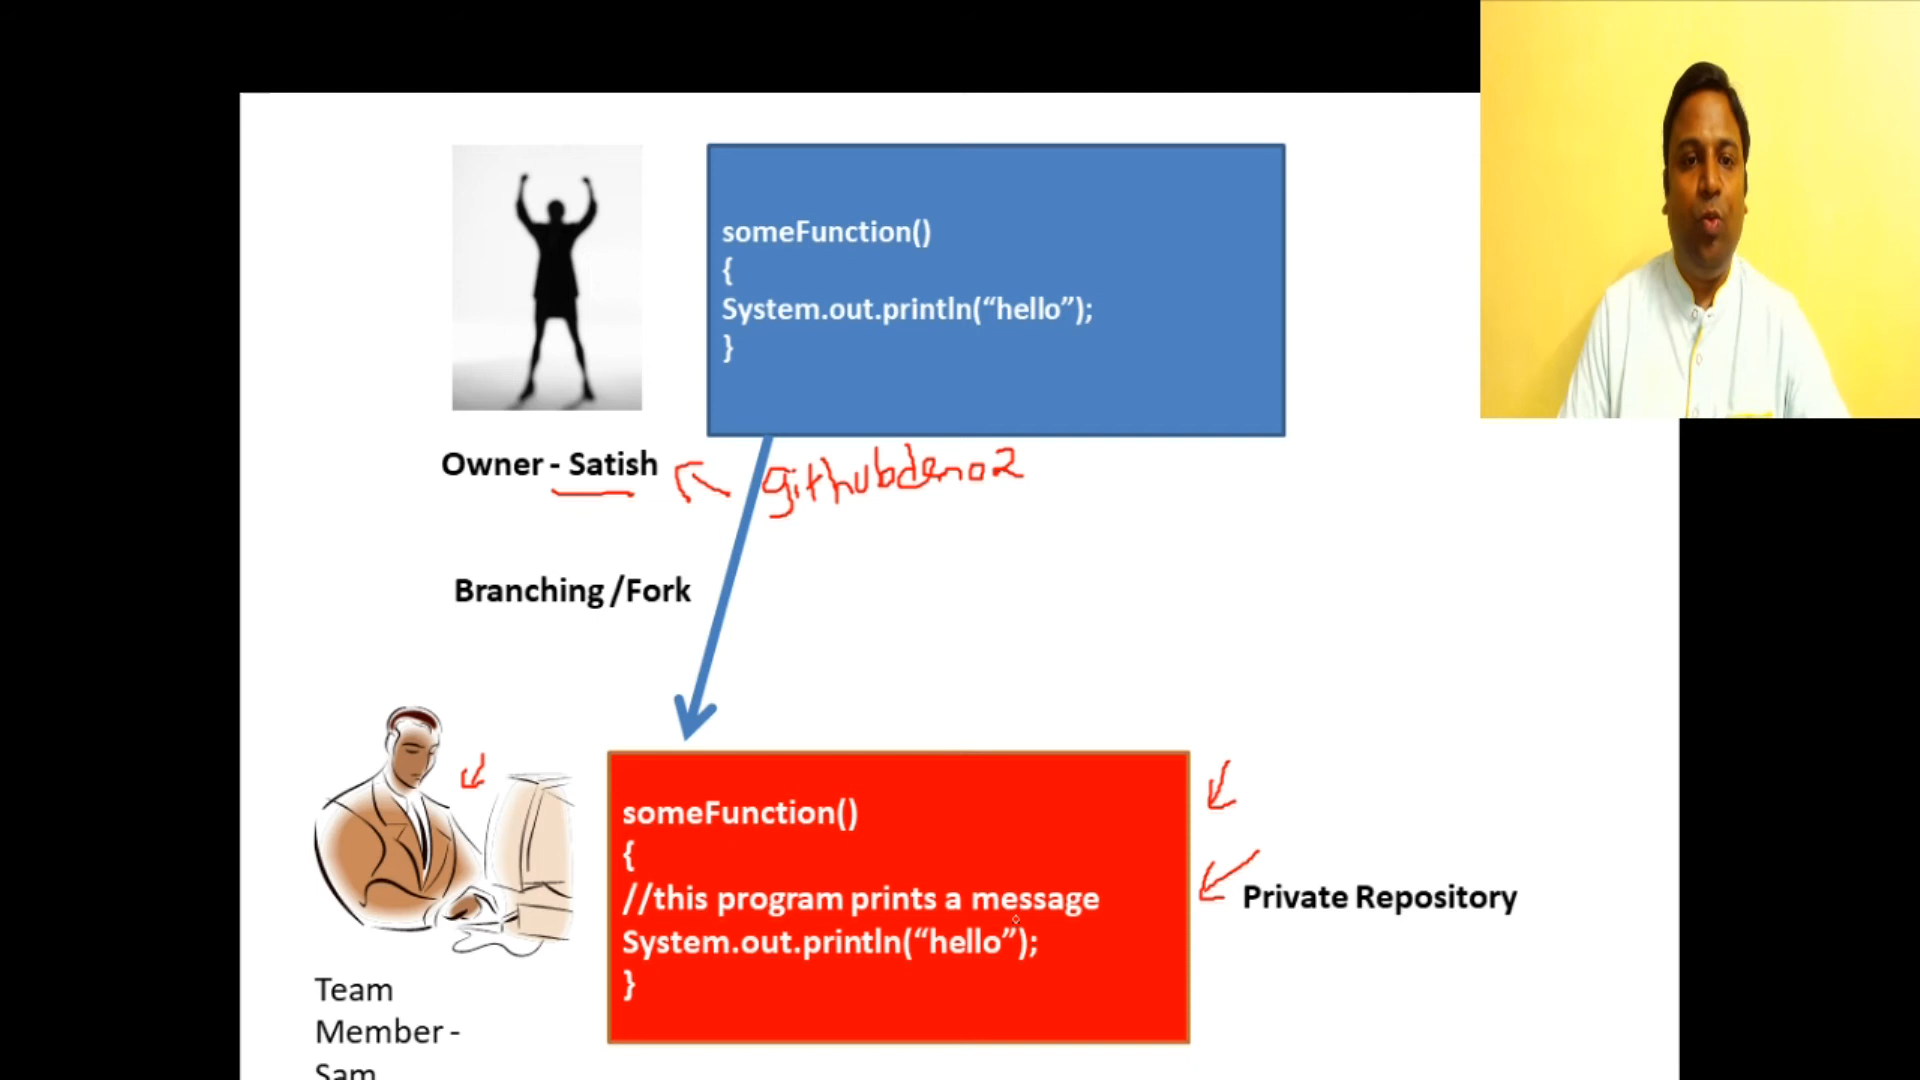 someFunction()
{
System.out.println(“hello”);
}
Owner - Satish
githubdemo2
Branching /Fork
someFunction()
{
//this program prints a message
System.out.println(“hello”);
}
Private Repository
Team
Member -
Sam